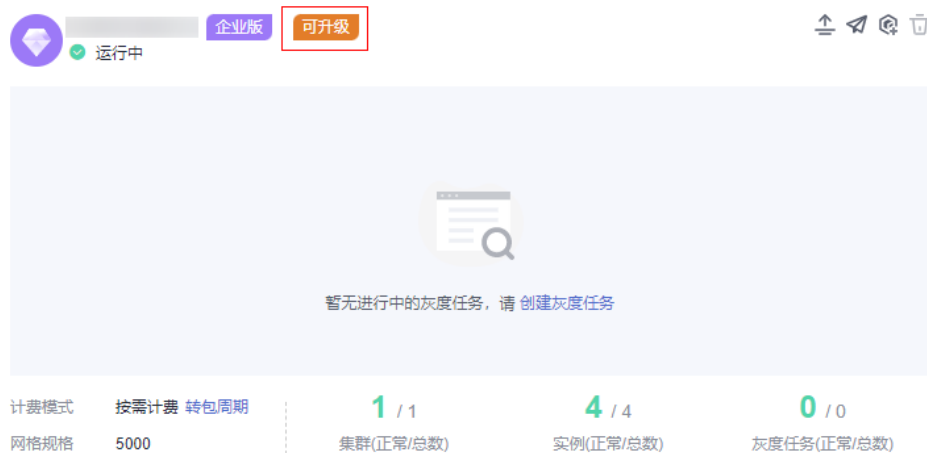 企业版 可升级
运行中
暂无进行中的灰度任务，请 创建灰度任务
计费模式 按需计费 转包周期 1 / 1 4 / 4 0 / 0
网格规格 5000 集群(正常/总数) 实例(正常/总数) 灰度任务(正常/总数)